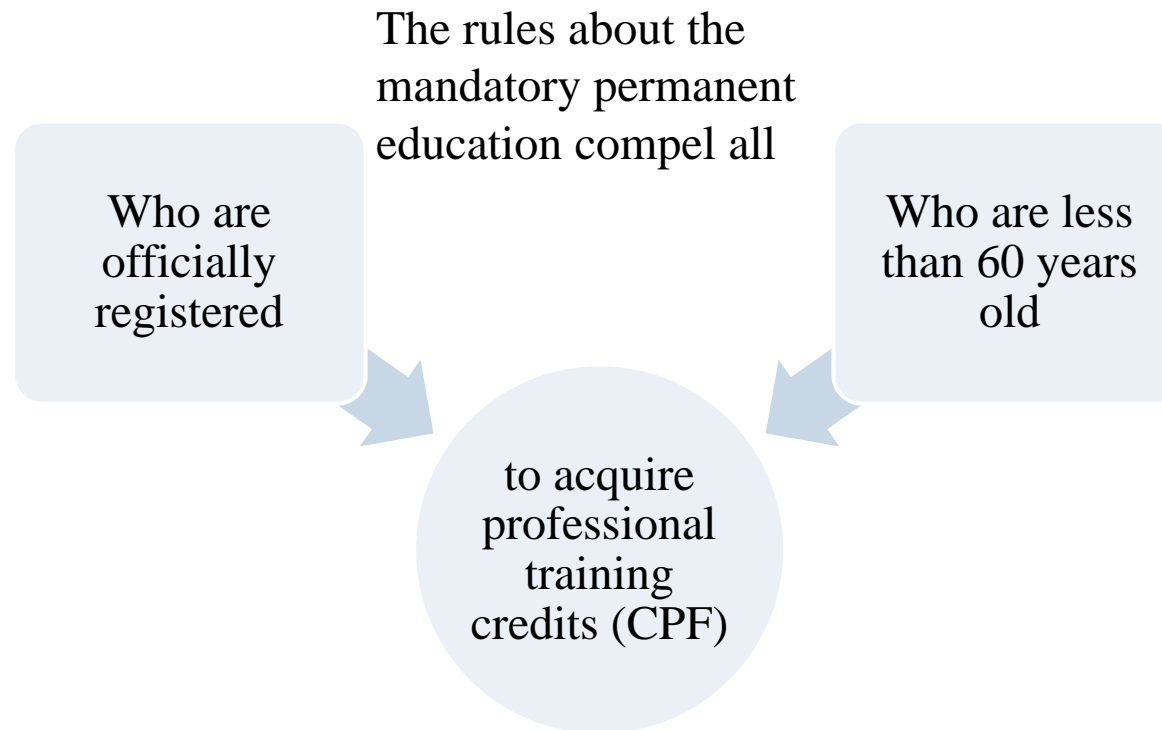 The rules about the
mandatory permanent
education compel all
Who are
officially
registered
Who are less
than 60 years
old
to acquire
professional
training
credits (CPF)